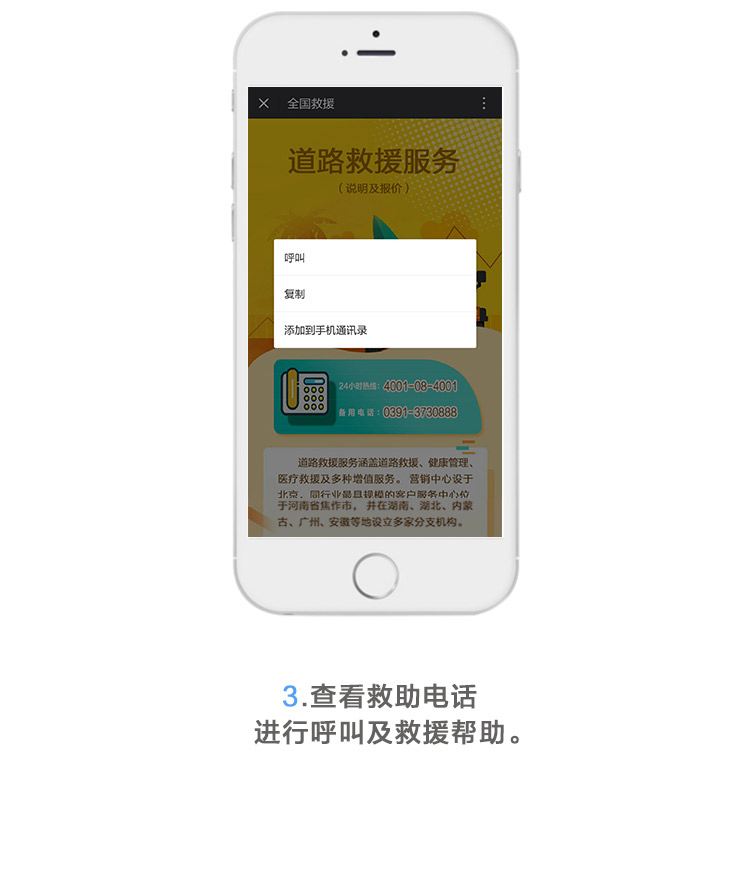 全国救援
道路救援服务
（说明及报价）
呼叫
复制
添加到手机通讯录
24小时热线：4001-08-4001
备用电话：0391-3730888
道路救援服务涵盖道路救援、健康管理、
医疗救援及多种增值服务。 营销中心设于
北京，同行业最具规模的客户服务中心位
于河南省焦作市， 并在湖南、湖北、内蒙
古、广州、安徽等地设立多家分支机构。
3.查看救助电话
进行呼叫及救援帮助。